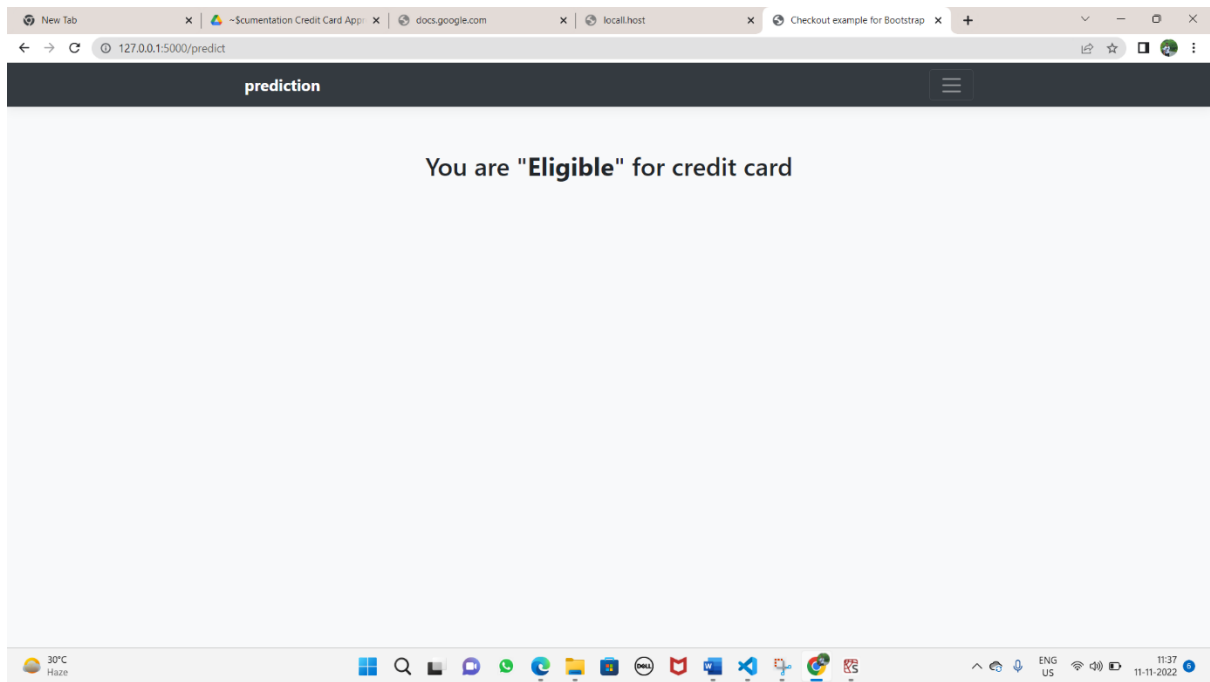 New Tab
~$cumentation Credit Card App
docs.google.com
locall.host
Checkout example for Bootstrap
127.0.0.1:5000/predict
prediction
You are "Eligible" for credit card
30°C
Haze
DELL
ENG
US
11:37
11-11-2022
6